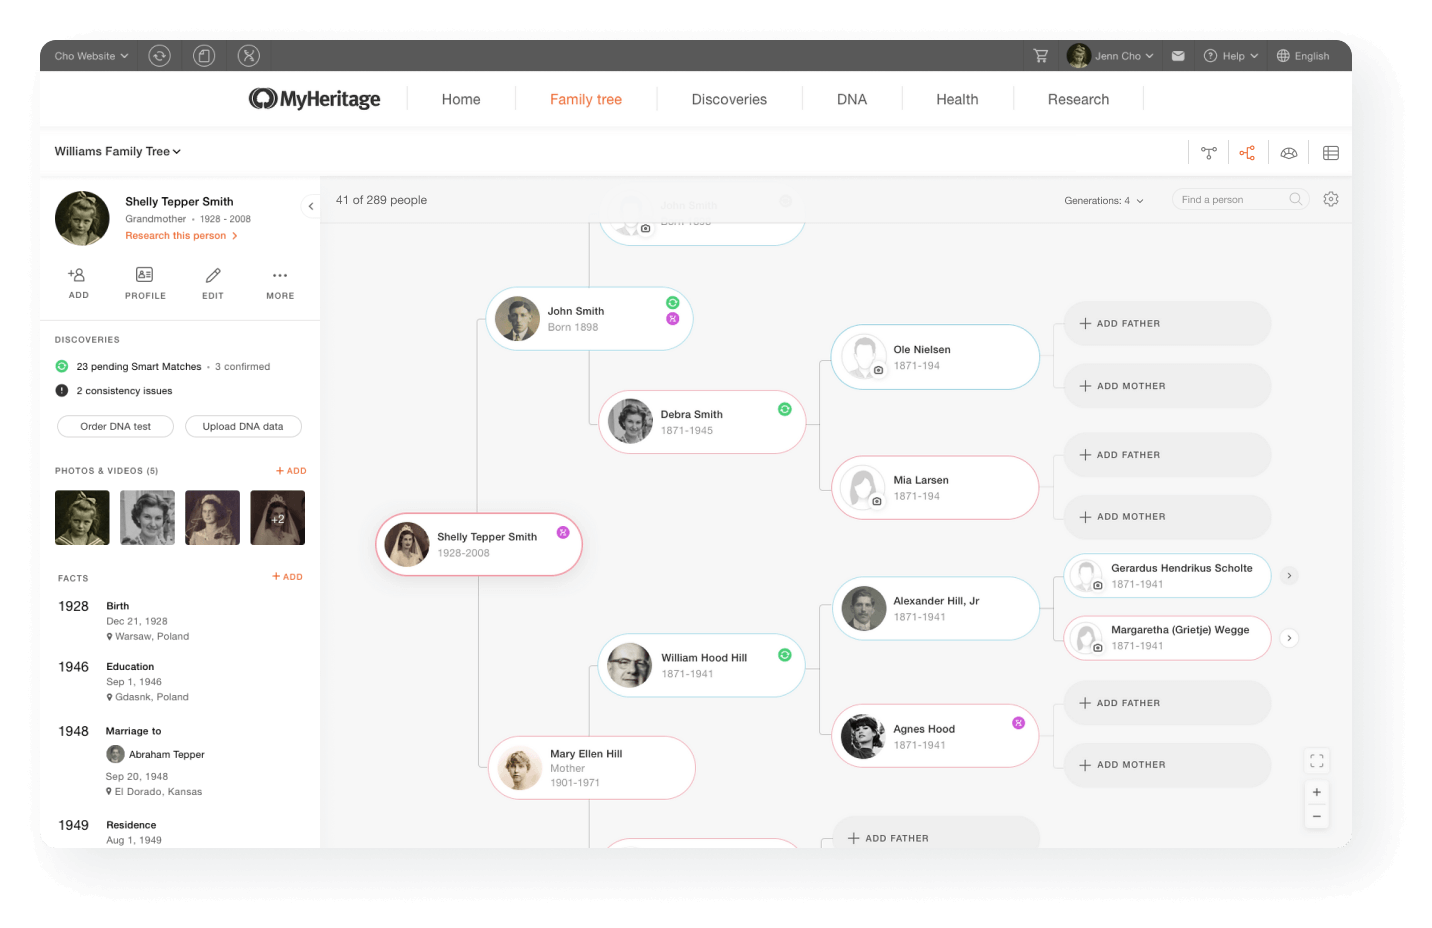 Cho Website
Jenn Cho
Help
English
MyHeritage
Home
Family tree
Discoveries
DNA
Health
Research
Williams Family Tree
Shelly Tepper Smith
Grandmother • 1928 - 2008
Research this person >
ADD
PROFILE
EDIT
MORE
DISCOVERIES
23 pending Smart Matches • 3 confirmed
2 consistency issues
Order DNA test
Upload DNA data
PHOTOS & VIDEOS (5)
+ ADD
+2
FACTS
+ ADD
1928
Birth
Dec 21, 1928
Warsaw, Poland
1946
Education
Sep 1, 1946
Gdasnk, Poland
1948
Marriage to
Abraham Tepper
Sep 20, 1948
El Dorado, Kansas
1949
Residence
Aug 1, 1949
41 of 289 people
Generations: 4
Find a person
John Smith
Born 1898
John Smith
Born 1898
Debra Smith
1871-1945
Shelly Tepper Smith
1928-2008
William Hood Hill
1871-1941
Mary Ellen Hill
Mother
1901-1971
Ole Nielsen
1871-194
Mia Larsen
1871-194
Alexander Hill, Jr
1871-1941
Agnes Hood
1871-1941
+ ADD FATHER
+ ADD FATHER
+ ADD MOTHER
+ ADD FATHER
+ ADD MOTHER
Gerardus Hendrikus Scholte
1871-1941
Margaretha (Grietje) Wegge
1871-1941
+ ADD FATHER
+ ADD MOTHER